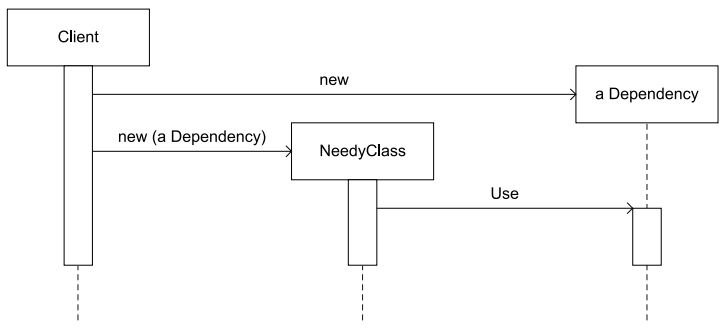 Client
new
a Dependency
new (a Dependency)
NeedyClass
Use